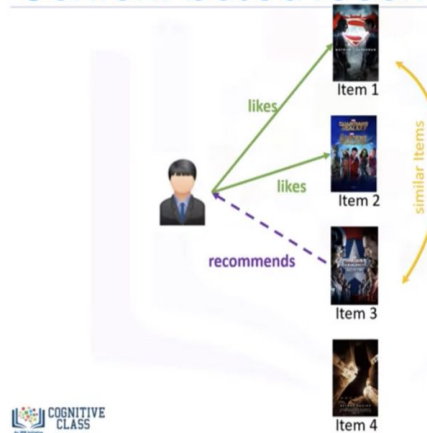 likes
Item 1
likes
Item 2
similar Items
recommends
Item 3
Item 4
COGNITIVE
CLASS